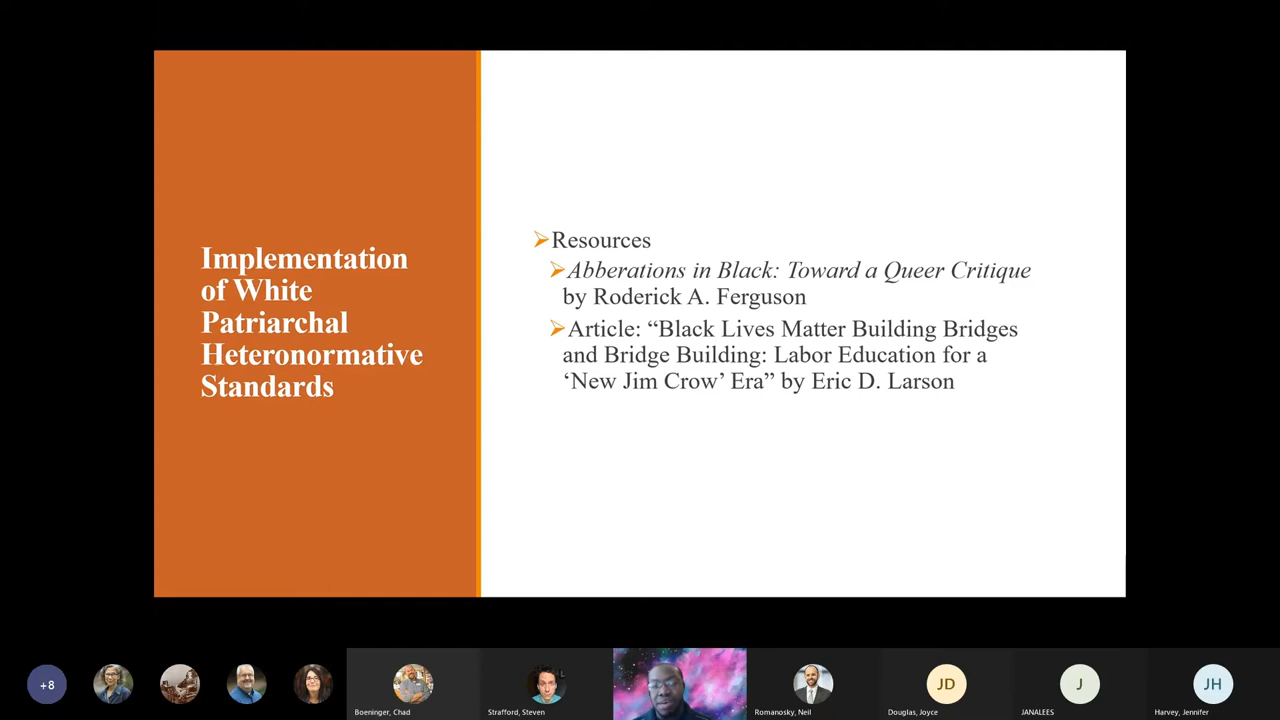 Implementation
of White
Patriarchal
Heteronormative
Standards
Resources
Abberations in Black: Toward a Queer Critique
by Roderick A. Ferguson
Article: “Black Lives Matter Building Bridges
and Bridge Building: Labor Education for a
‘New Jim Crow’ Era” by Eric D. Larson
+8
Boeninger, Chad
Strafford, Steven
Romanosky, Neil
JD
Douglas, Joyce
J
JANALEES
JH
Harvey, Jennifer